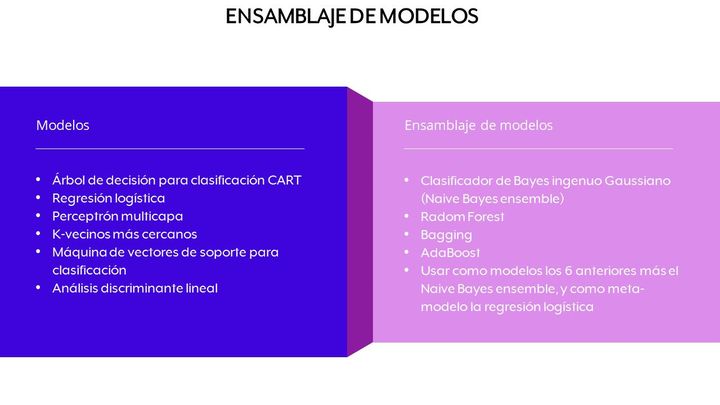 ENSAMBLAJE DE MODELOS
Modelos
• Árbol de decisión para clasificación CART
• Regresión logística
• Perceptrón multicapa
• K-vecinos más cercanos
• Máquina de vectores de soporte para
clasificación
• Análisis discriminante lineal
Ensamblaje de modelos
• Clasificador de Bayes ingenuo Gaussiano
(Naive Bayes ensemble)
• Radom Forest
• Bagging
• AdaBoost
• Usar como modelos los 6 anteriores más el
Naive Bayes ensemble, y como meta-
modelo la regresión logística